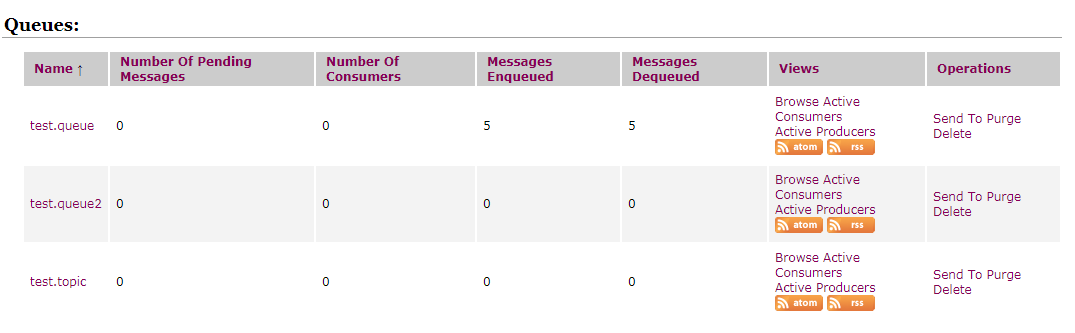 Queues:
Name ↑ Number Of Pending Messages Number Of Consumers Messages Enqueued Messages Dequeued Views Operations
test.queue 0 0 5 5 Browse Active Consumers Active Producers atom rss Send To Purge Delete
test.queue2 0 0 0 0 Browse Active Consumers Active Producers atom rss Send To Purge Delete
test.topic 0 0 0 0 Browse Active Consumers Active Producers atom rss Send To Purge Delete